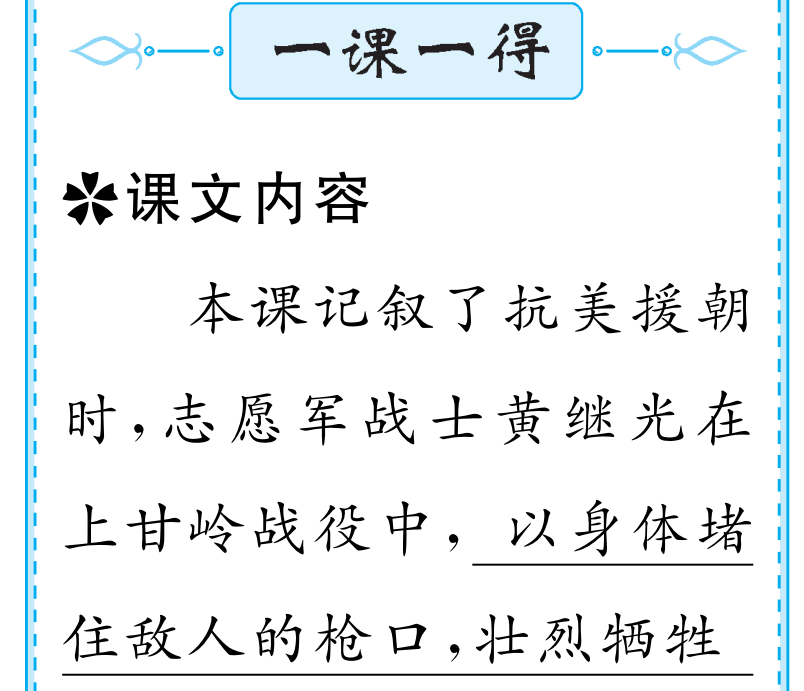 一课一得
课文内容
本课记叙了抗美援朝
时，志愿军战士黄继光在
上甘岭战役中，以身体堵
住敌人的枪口，壮烈牺牲